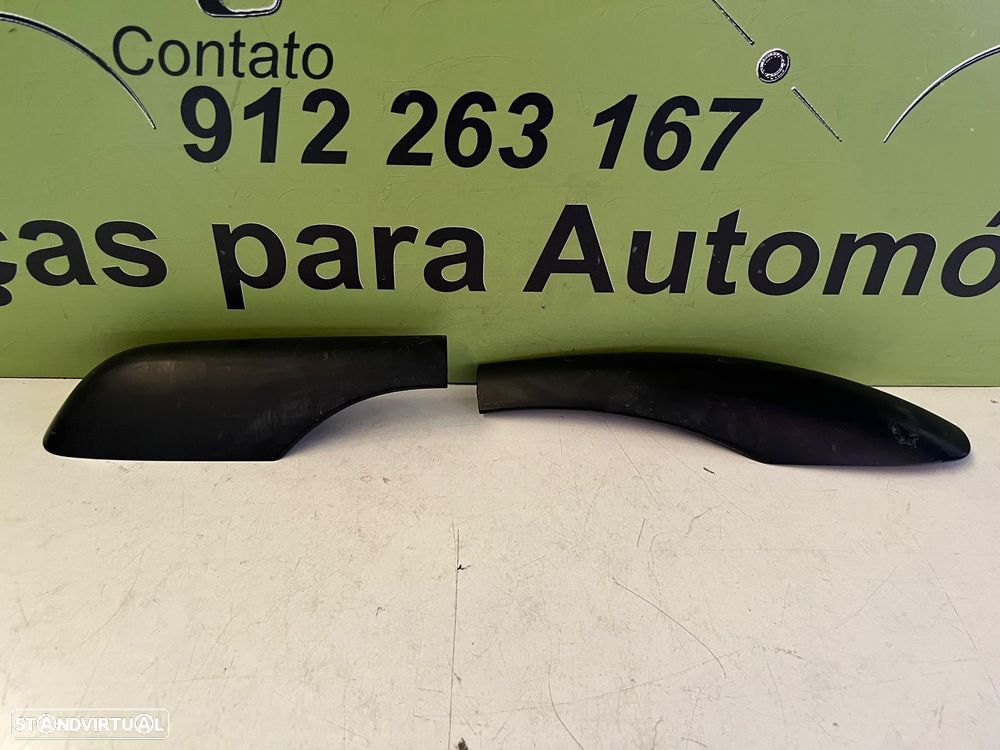 Contato
912 263 167
ças para Automó
STANDVIRTUAL